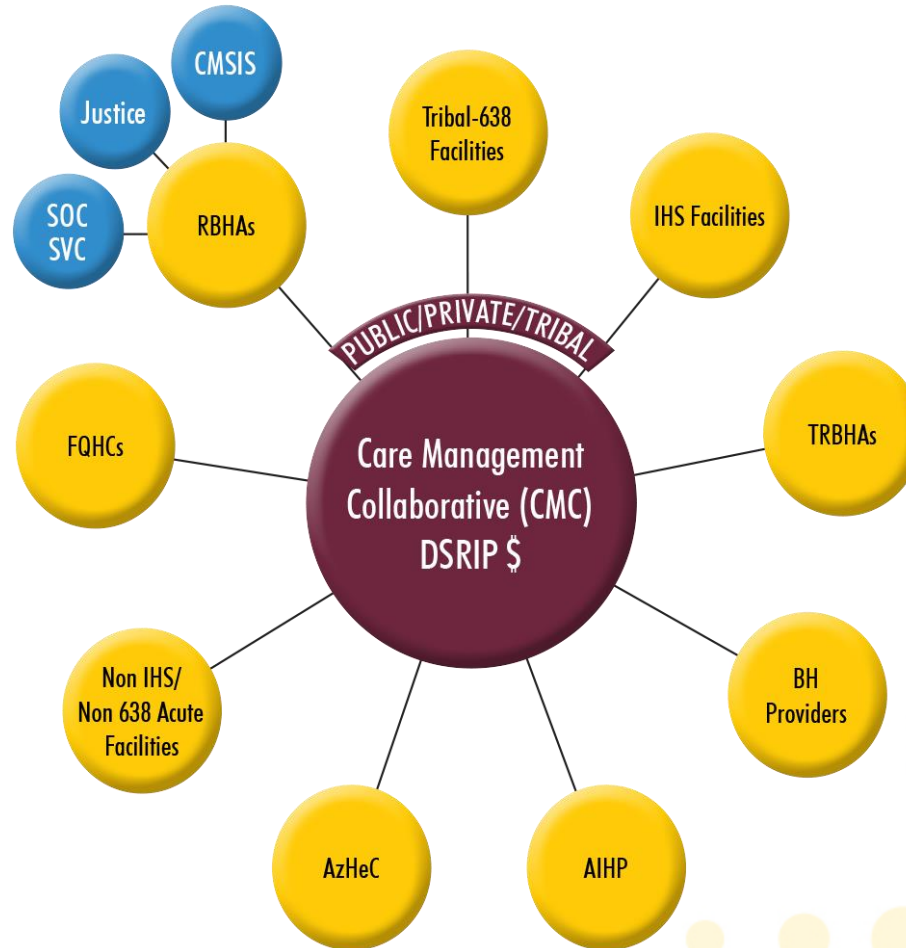 CMSIS
Justice
SOC
SVC
RBHAs
Tribal-638
Facilities
IHS Facilities
PUBLIC/PRIVATE/TRIBAL
Care Management
Collaborative (CMC)
DSRIP $
FQHCs
TRBHAs
Non IHS/
Non 638 Acute
Facilities
BH
Providers
AzHeC
AIHP